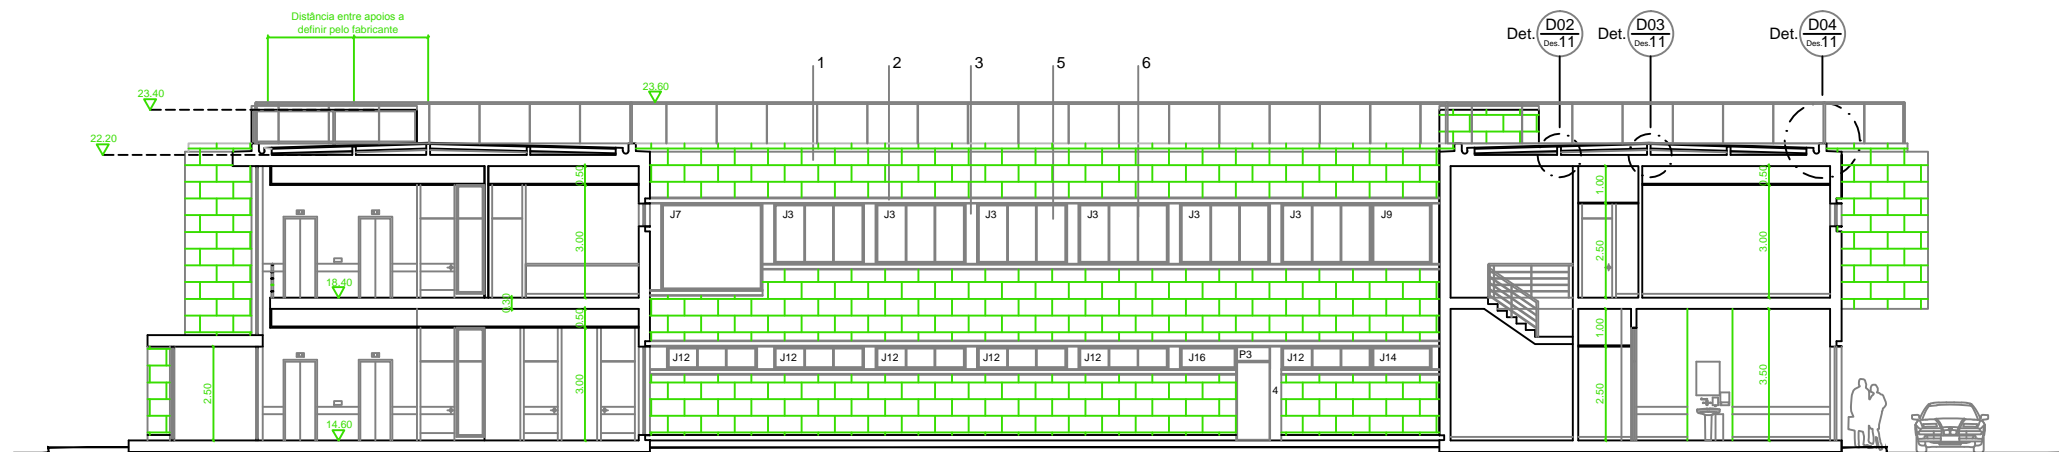 Distância entre apoios a
definir pelo fabricante
Det. D02
Des.11
Det. D03
Des.11
Det. D04
Des.11
1 2 3 5 6
23.40
23.60
22.20
0.50
1.00
0.50
J7 J3 J3 J3 J3 J3 J3 J9
3.00
2.50
3.00
18.40
0.30
0.50
1.00
J12 J12 J12 J12 J12 J16 P3 J12 J14
2.50
3.00
4
2.50
3.50
14.60